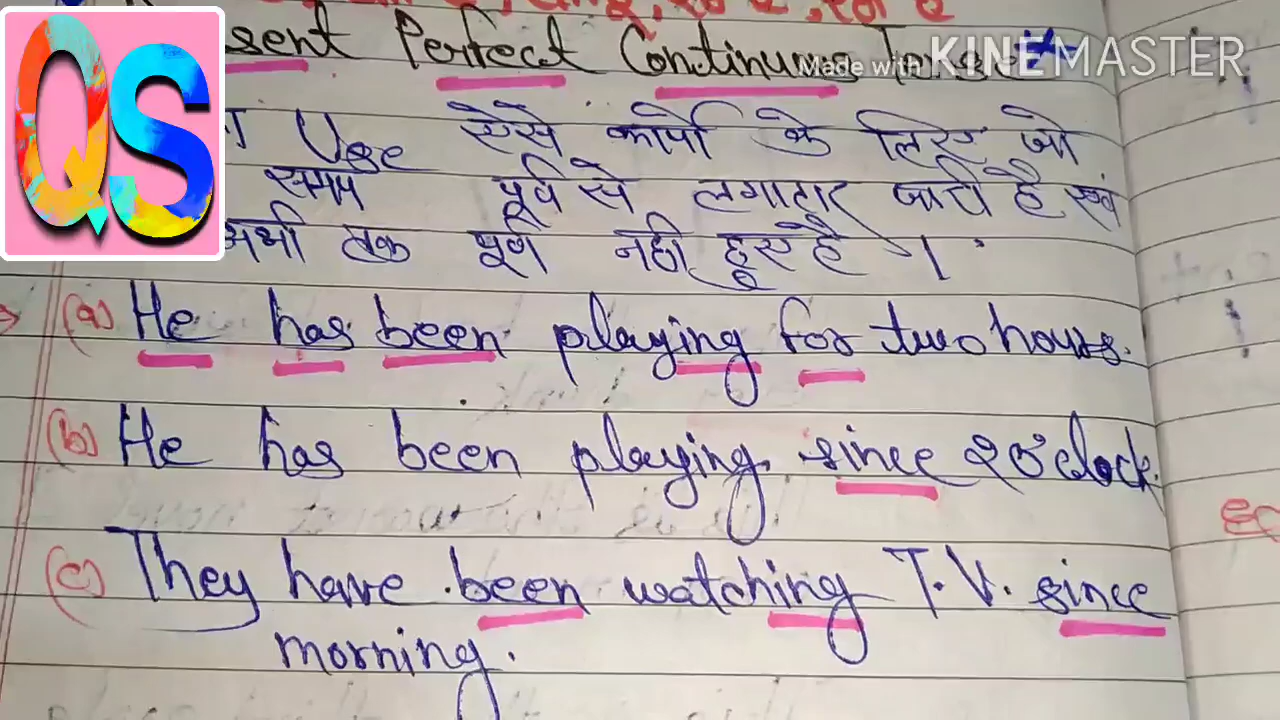 QS
sent Perfect Continuous Tense
Made with KINEMASTER
Use ऐसे कार्यो के लिए जो
समय पूर्व से लगातार जारी है एवं
अभी तक पूर्ण नही हुए है ।
(a) He has been playing for two hours.
(b) He has been playing since 2 o'clock.
(c) They have been watching T.V. since
morning.